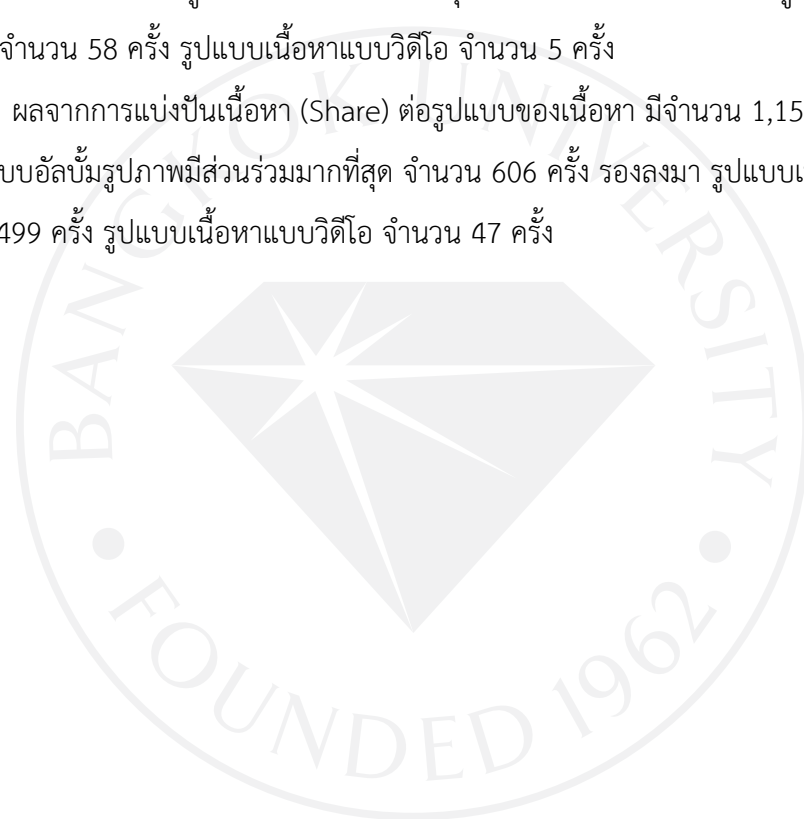 จำนวน 58 ครั้ง รูปแบบเนื้อหาแบบวิดีโอ จำนวน 5 ครั้ง
ผลจากการแบ่งปันเนื้อหา (Share) ต่อรูปแบบของเนื้อหา มีจำนวน 1,15
บบอัลบั้มรูปภาพมีส่วนร่วมมากที่สุด จำนวน 606 ครั้ง รองลงมา รูปแบบเ
499 ครั้ง รูปแบบเนื้อหาแบบวิดีโอ จำนวน 47 ครั้ง
BANGKOK UNIVERSITY
• FOUNDED 1962 •